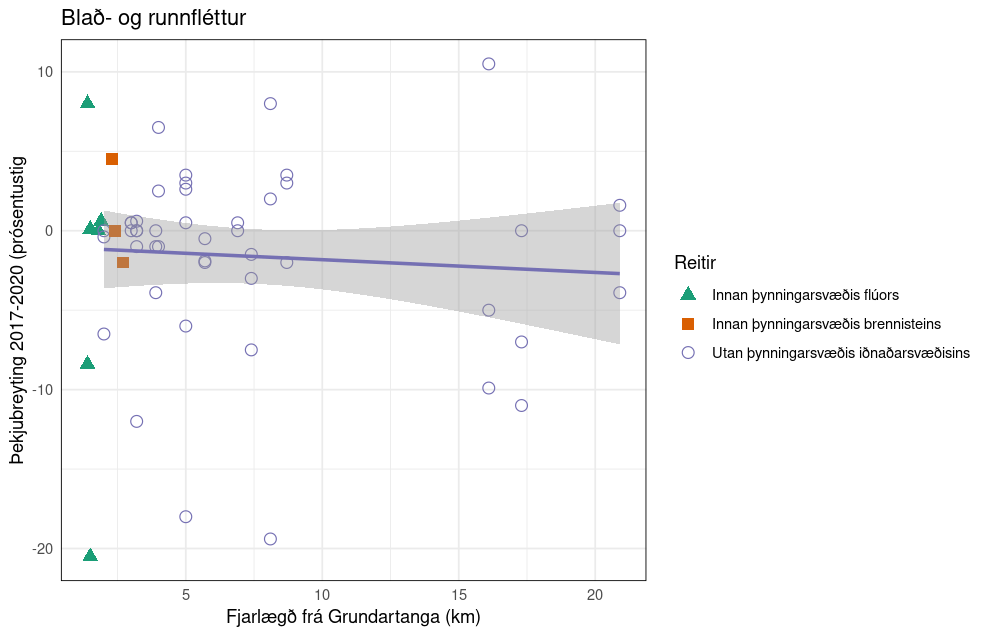 Blað- og runnfléttur
Þekjubreyting 2017-2020 (prósentustig
10
0
-10
-20
5
10
15
20
Fjarlægð frá Grundartanga (km)
Reitir
Innan þynningarsvæðis flúors
Innan þynningarsvæðis brennisteins
Utan þynningarsvæðis iðnaðarsvæðisins